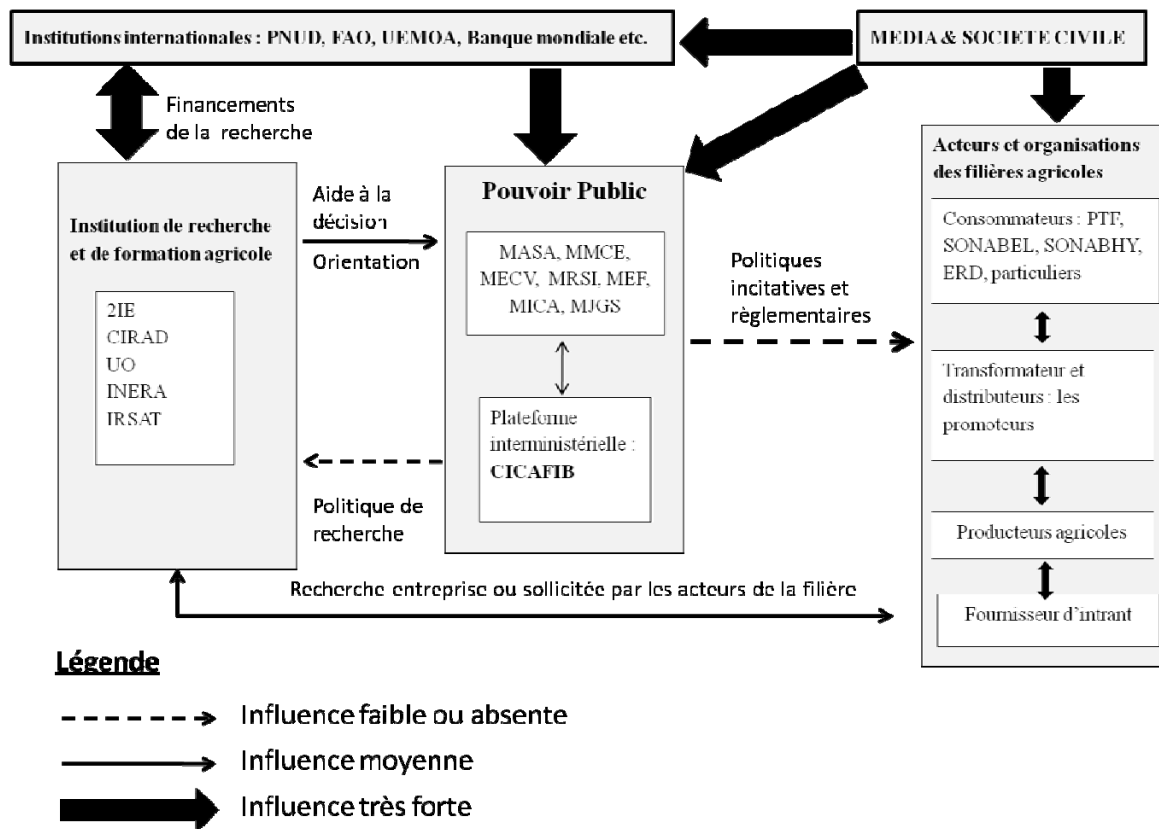 Institutions internationales : PNUD, FAO, UEMOA, Banque mondiale etc.
MEDIA & SOCIETE CIVILE
Financements
de la recherche
Institution de recherche
et de formation agricole
2IE
CIRAD
UO
INERA
IRSAT
Aide à la
décision
Orientation
Pouvoir Public
MASA, MMCE,
MECV, MRSI, MEF,
MICA, MJGS
Plateforme
interministérielle :
CICAFIB
Politique de
recherche
Politiques
incitatives et
règlementaires
Acteurs et organisations
des filières agricoles
Consommateurs : PTF,
SONABEL, SONABHY,
ERD, particuliers
Transformateur et
distributeurs : les
promoteurs
Producteurs agricoles
Fournisseur d'intrant
Recherche entreprise ou sollicitée par les acteurs de la filière
Légende
Influence faible ou absente
Influence moyenne
Influence très forte